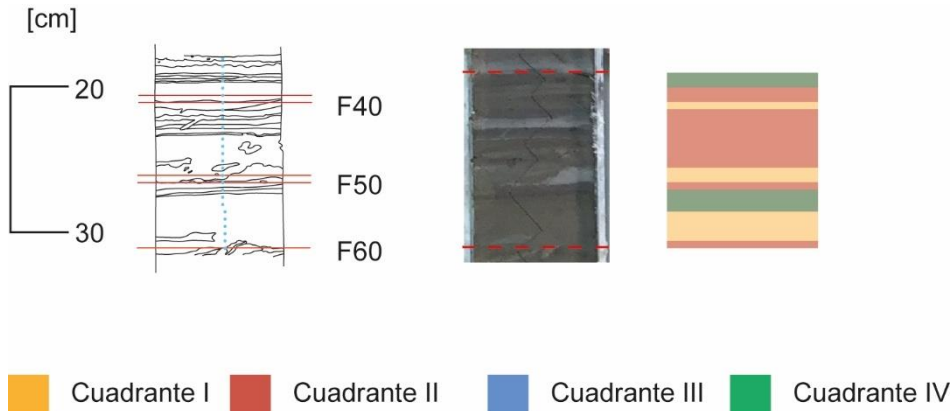 [cm]
20
F40
F50
30
F60
Cuadrante I
Cuadrante II
Cuadrante III
Cuadrante IV